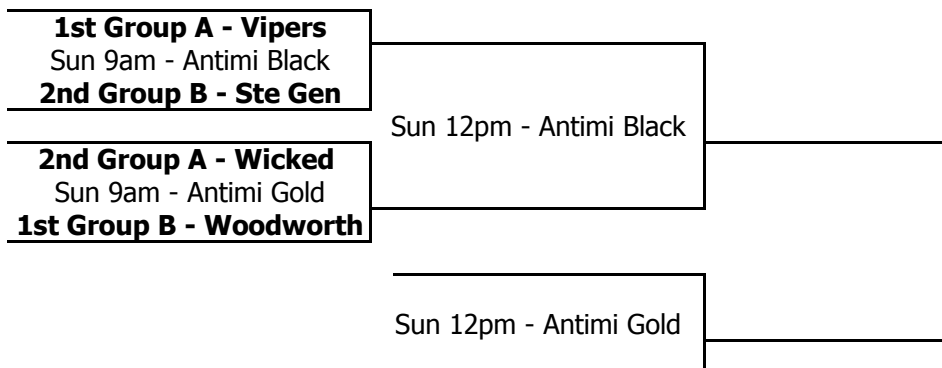 1st Group A - Vipers
Sun 9am - Antimi Black
2nd Group B - Ste Gen
Sun 12pm - Antimi Black
2nd Group A - Wicked
Sun 9am - Antimi Gold
1st Group B - Woodworth
Sun 12pm - Antimi Gold